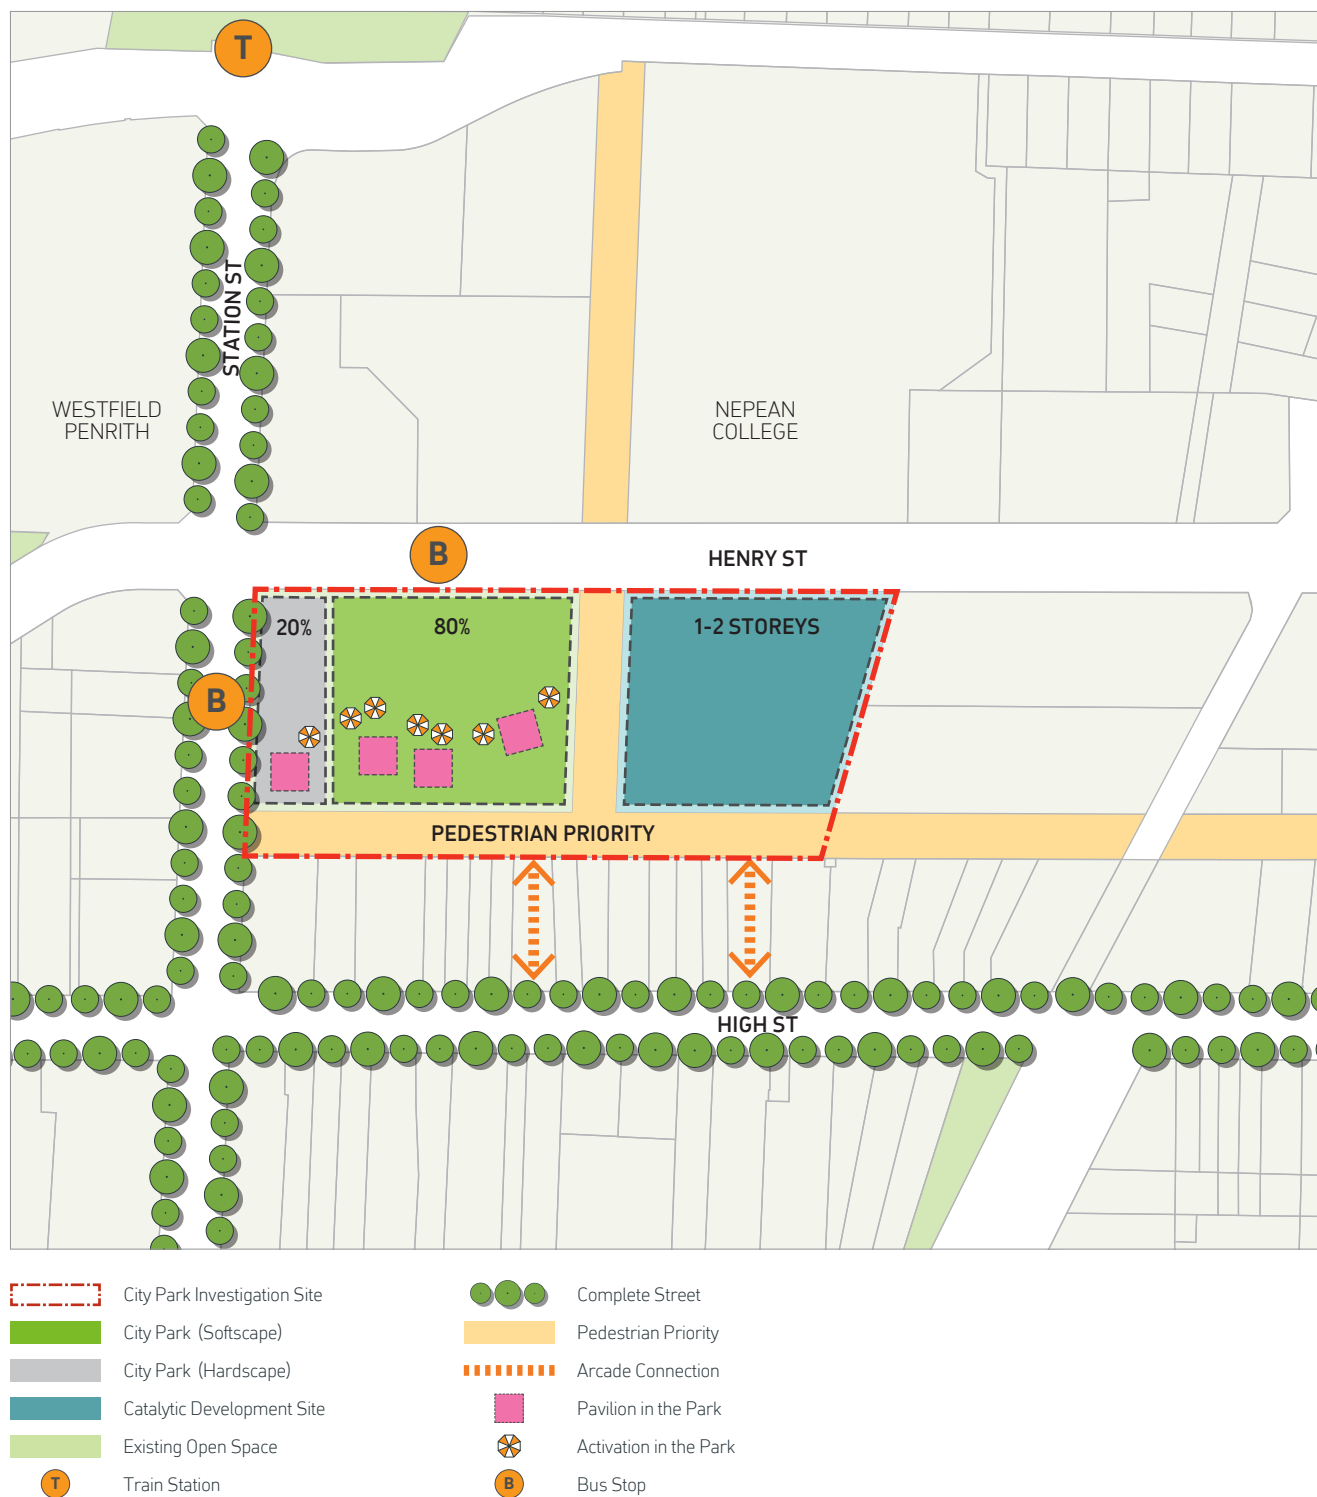 T
STATION ST
WESTFIELD
PENRITH
NEPEAN
COLLEGE
B
HENRY ST
20%
80%
1-2 STOREYS
B
PEDESTRIAN PRIORITY
HIGH ST
City Park Investigation Site
City Park (Softscape)
City Park (Hardscape)
Catalytic Development Site
Existing Open Space
T
Train Station
Complete Street
Pedestrian Priority
Arcade Connection
Pavilion in the Park
Activation in the Park
B
Bus Stop